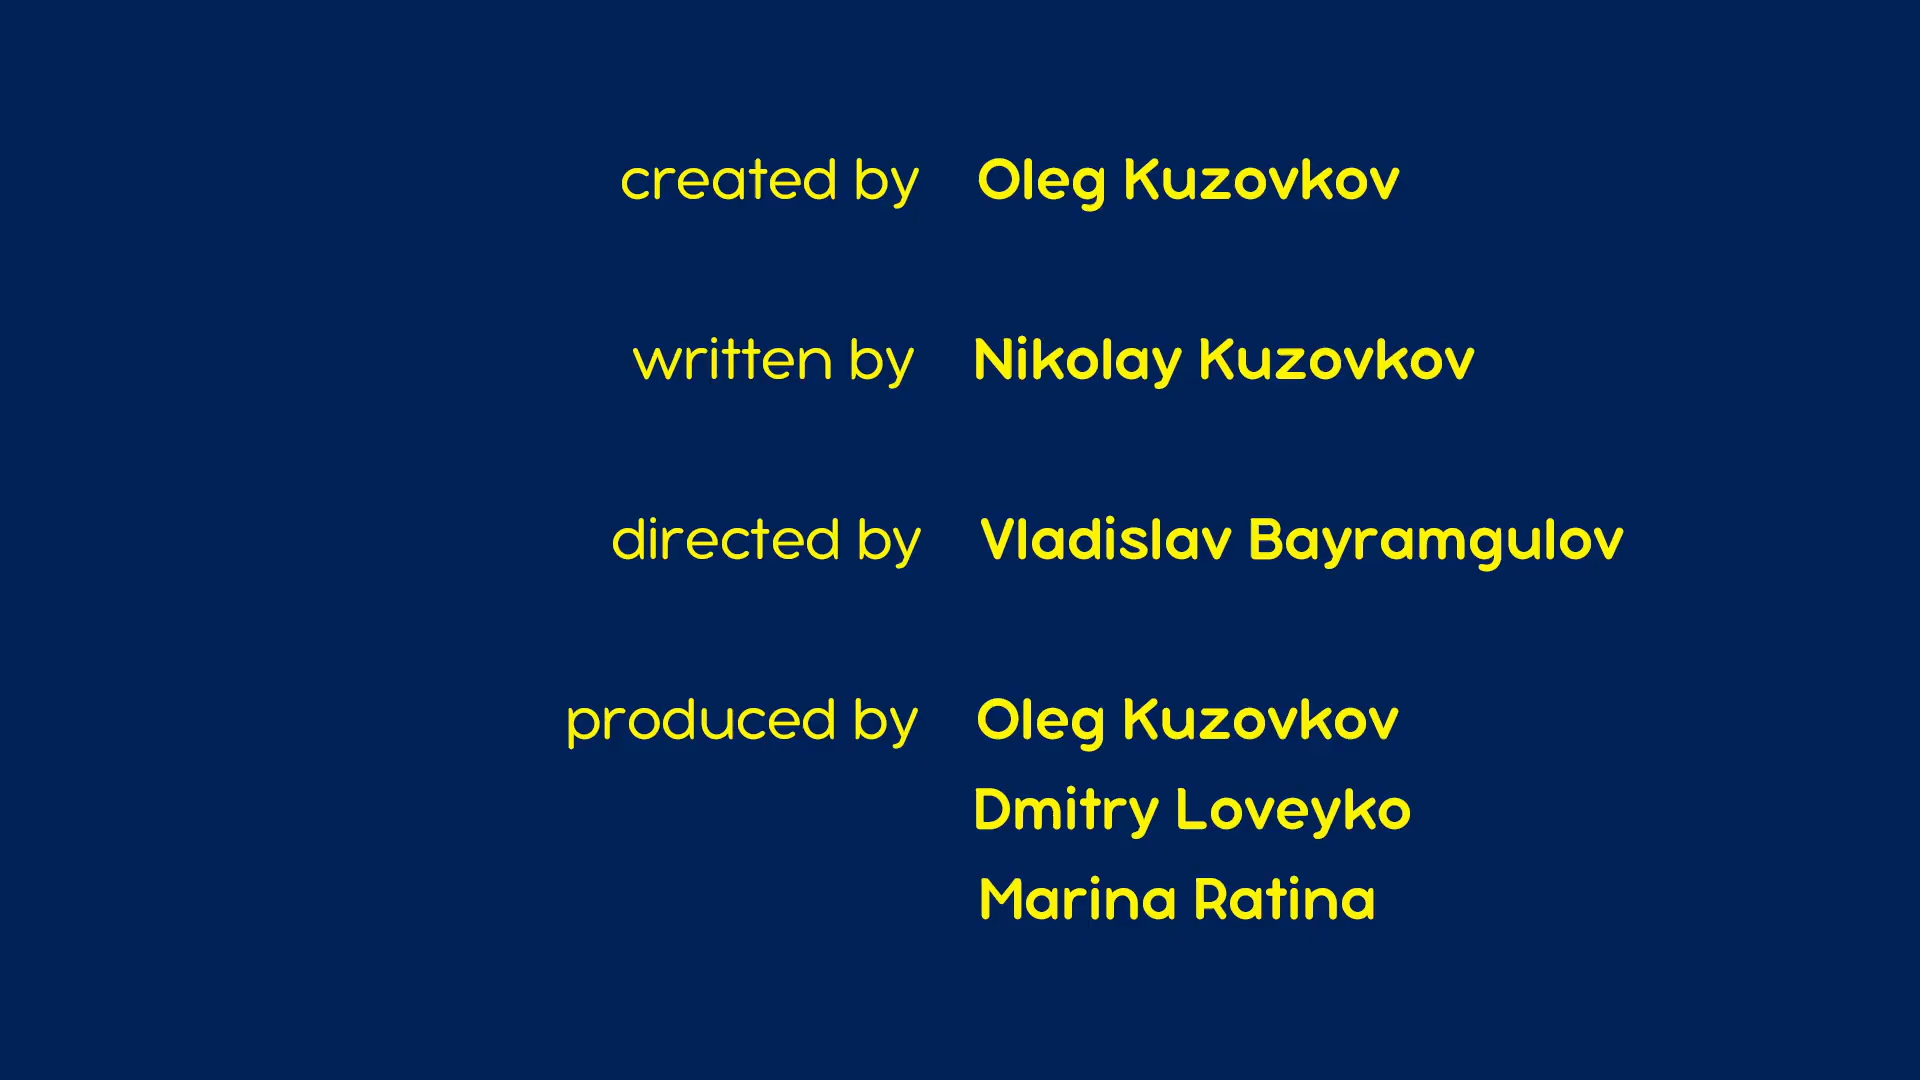 created by Oleg Kuzovkov
written by Nikolay Kuzovkov
directed by Vladislav Bayramgulov
produced by Oleg Kuzovkov
Dmitry Loveyko
Marina Ratina